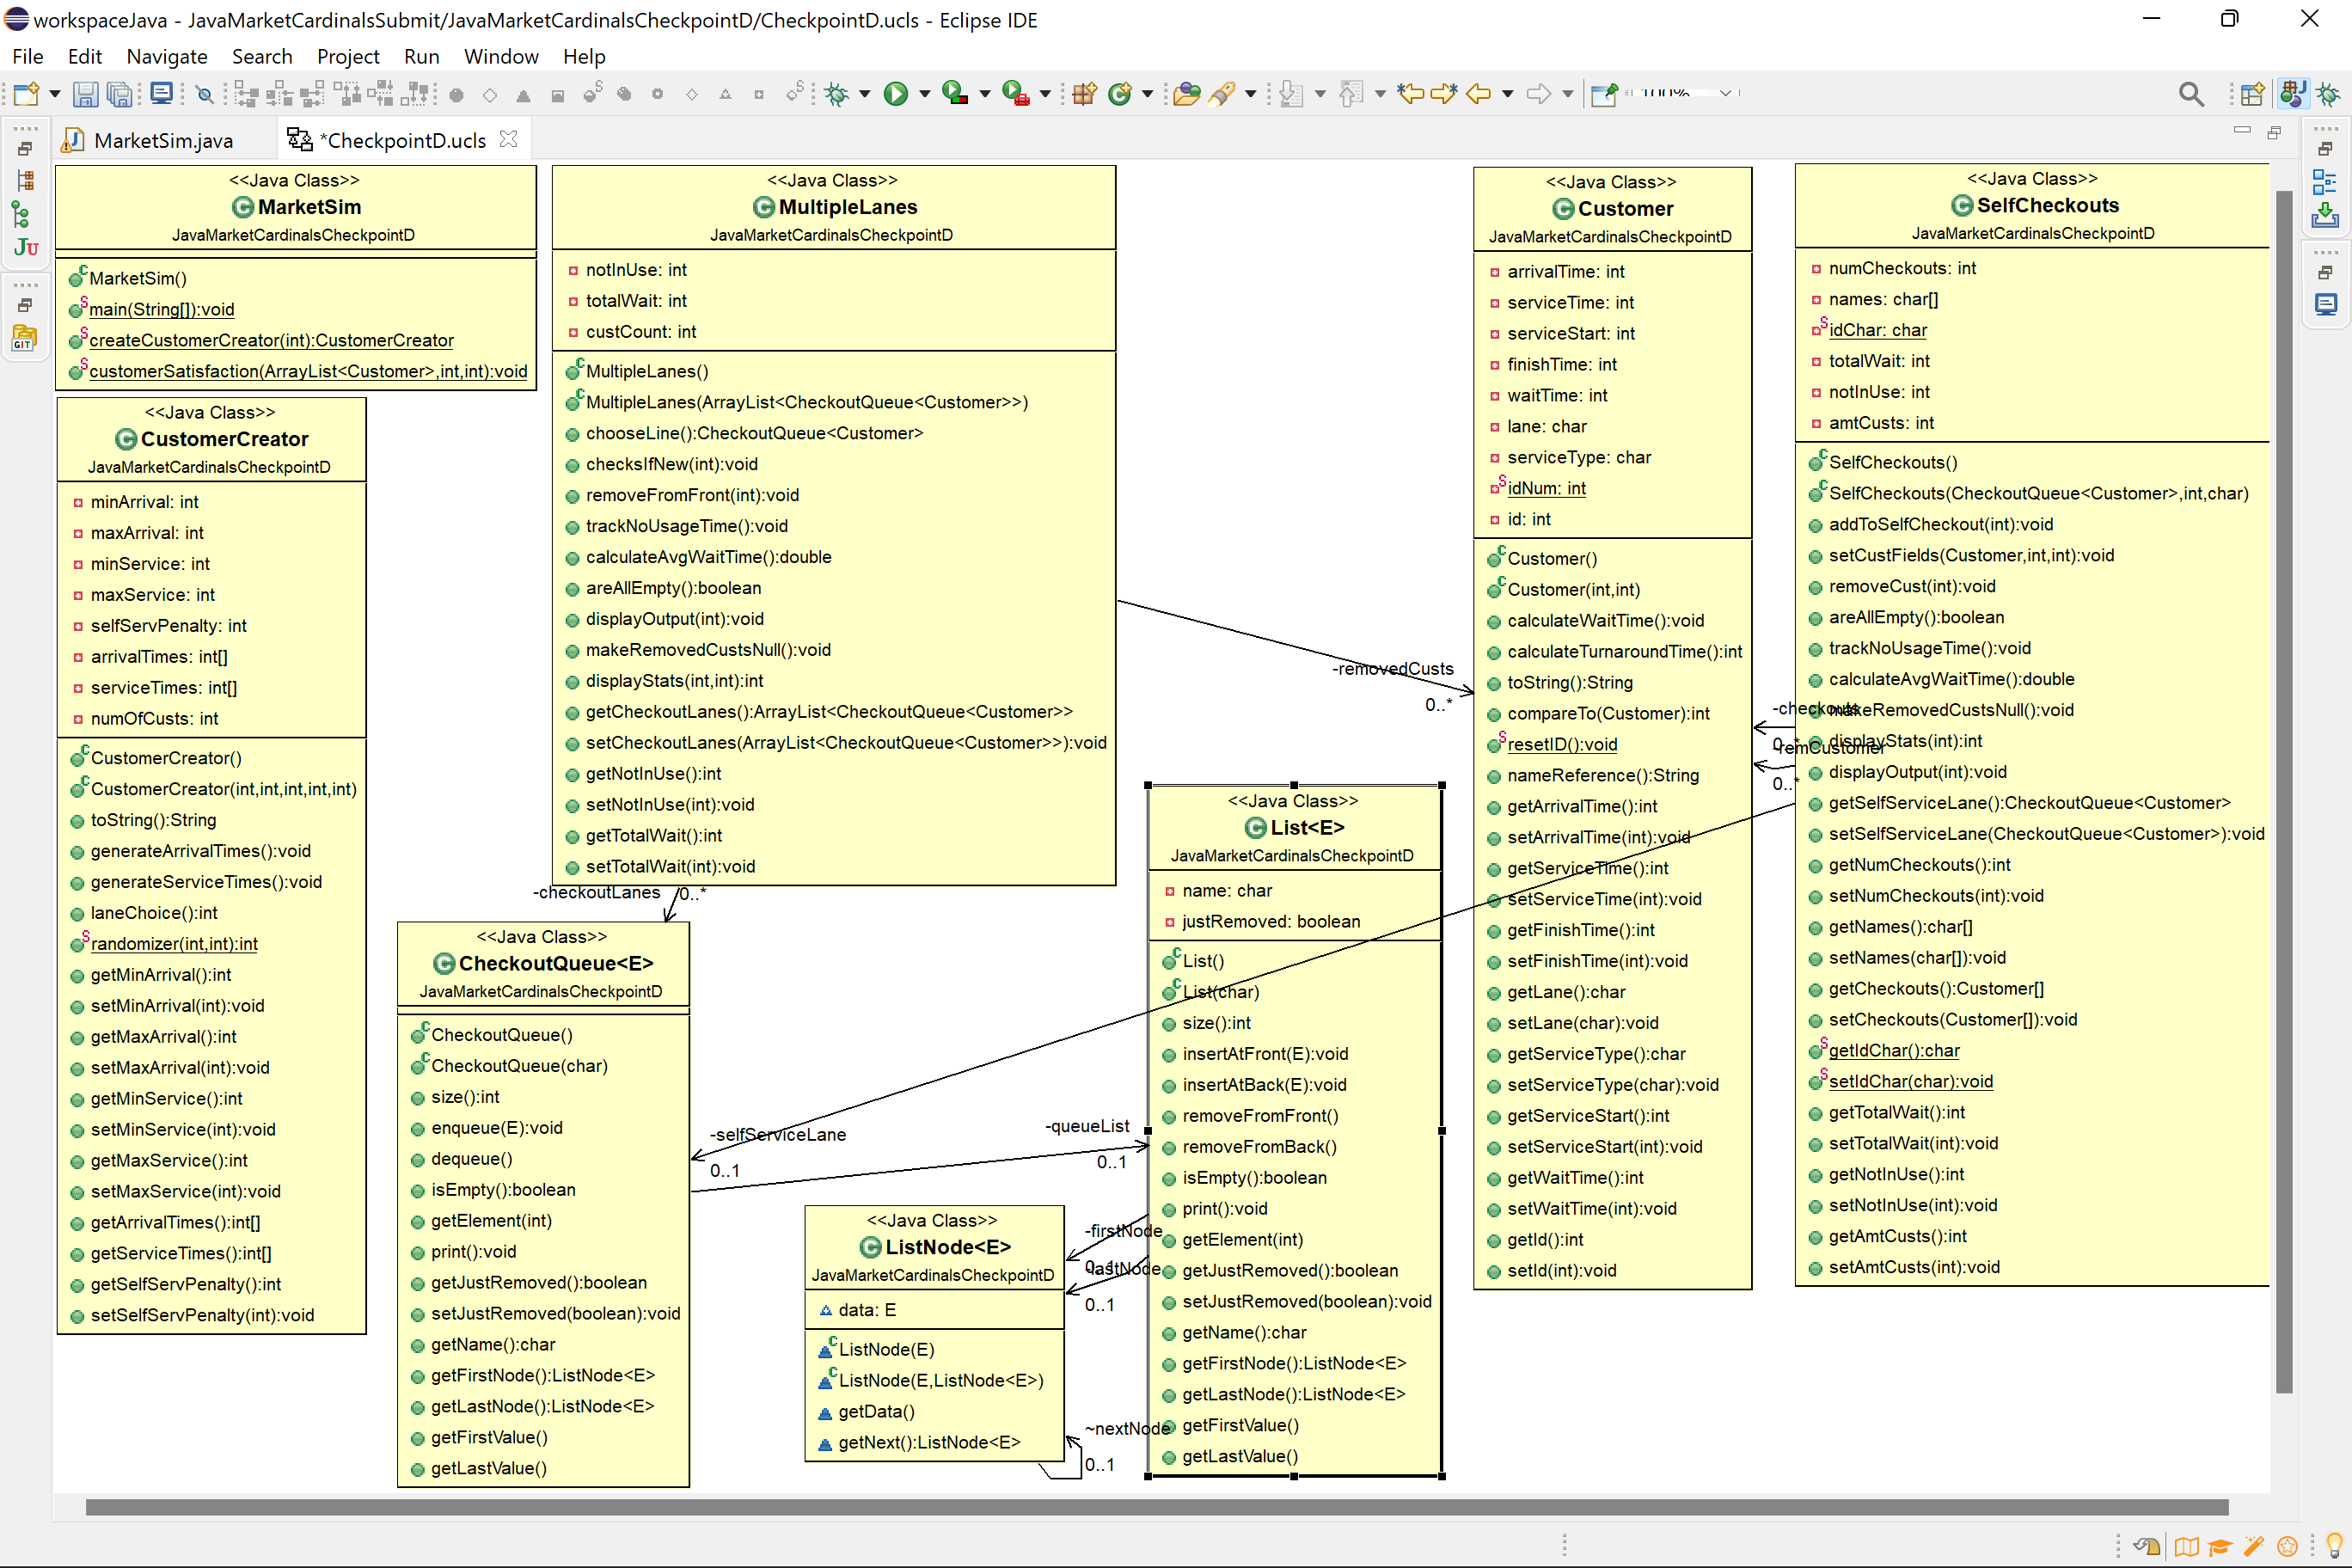 workspaceJava - JavaMarketCardinalsSubmit/JavaMarketCardinalsCheckpointD/CheckpointD.ucls - Eclipse IDE
File Edit Navigate Search Project Run Window Help
100%
MarketSim.java
*CheckpointD.ucls
JU
GIT
<<Java Class>>
MarketSim
JavaMarketCardinalsCheckpointD
MarketSim()
main(String[]):void
createCustomerCreator(int):CustomerCreator
customerSatisfaction(ArrayList<Customer>,int,int):void
<<Java Class>>
CustomerCreator
JavaMarketCardinalsCheckpointD
minArrival: int
maxArrival: int
minService: int
maxService: int
selfServPenalty: int
arrivalTimes: int[]
serviceTimes: int[]
numOfCusts: int
CustomerCreator()
CustomerCreator(int,int,int,int,int)
toString():String
generateArrivalTimes():void
generateServiceTimes():void
laneChoice():int
randomizer(int,int):int
getMinArrival():int
setMinArrival(int):void
getMaxArrival():int
setMaxArrival(int):void
getMinService():int
setMinService(int):void
getMaxService():int
setMaxService(int):void
getArrivalTimes():int[]
getServiceTimes():int[]
getSelfServPenalty():int
setSelfServPenalty(int):void
<<Java Class>>
MultipleLanes
JavaMarketCardinalsCheckpointD
notInUse: int
totalWait: int
custCount: int
MultipleLanes()
MultipleLanes(ArrayList<CheckoutQueue<Customer>>)
chooseLine():CheckoutQueue<Customer>
checksIfNew(int):void
removeFromFront(int):void
trackNoUsageTime():void
calculateAvgWaitTime():double
areAllEmpty():boolean
displayOutput(int):void
makeRemovedCustsNull():void
displayStats(int,int):int
getCheckoutLanes():ArrayList<CheckoutQueue<Customer>>
setCheckoutLanes(ArrayList<CheckoutQueue<Customer>>):void
getNotInUse():int
setNotInUse(int):void
getTotalWait():int
setTotalWait(int):void
-checkoutLanes 0..*
<<Java Class>>
CheckoutQueue<E>
JavaMarketCardinalsCheckpointD
CheckoutQueue()
CheckoutQueue(char)
size():int
enqueue(E):void
dequeue()
isEmpty():boolean
getElement(int)
print():void
getJustRemoved():boolean
setJustRemoved(boolean):void
getName():char
getFirstNode():ListNode<E>
getLastNode():ListNode<E>
getFirstValue()
getLastValue()
-selfServiceLane
0..1
-queueList
0..1
<<Java Class>>
ListNode<E>
JavaMarketCardinalsCheckpointD
data: E
ListNode(E)
ListNode(E,ListNode<E>)
getData()
getNext():ListNode<E>
-firstNode
0..1
-lastNode
0..1
~nextNode
0..1
<<Java Class>>
List<E>
JavaMarketCardinalsCheckpointD
name: char
justRemoved: boolean
List()
List(char)
size():int
insertAtFront(E):void
insertAtBack(E):void
removeFromFront()
removeFromBack()
isEmpty():boolean
print():void
getElement(int)
getJustRemoved():boolean
setJustRemoved(boolean):void
getName():char
getFirstNode():ListNode<E>
getLastNode():ListNode<E>
getFirstValue()
getLastValue()
-removedCusts
0..*
<<Java Class>>
Customer
JavaMarketCardinalsCheckpointD
arrivalTime: int
serviceTime: int
serviceStart: int
finishTime: int
waitTime: int
lane: char
serviceType: char
idNum: int
id: int
Customer()
Customer(int,int)
calculateWaitTime():void
calculateTurnaroundTime():int
toString():String
compareTo(Customer):int
resetID():void
nameReference():String
getArrivalTime():int
setArrivalTime(int):void
getServiceTime():int
setServiceTime(int):void
getFinishTime():int
setFinishTime(int):void
getLane():char
setLane(char):void
getServiceType():char
setServiceType(char):void
getServiceStart():int
setServiceStart(int):void
getWaitTime():int
setWaitTime(int):void
getId():int
setId(int):void
-checkouts
0..*
-remCustomer
0..*
<<Java Class>>
SelfCheckouts
JavaMarketCardinalsCheckpointD
numCheckouts: int
names: char[]
idChar: char
totalWait: int
notInUse: int
amtCusts: int
SelfCheckouts()
SelfCheckouts(CheckoutQueue<Customer>,int,char)
addToSelfCheckout(int):void
setCustFields(Customer,int,int):void
removeCust(int):void
areAllEmpty():boolean
trackNoUsageTime():void
calculateAvgWaitTime():double
makeRemovedCustsNull():void
displayStats(int):int
displayOutput(int):void
getSelfServiceLane():CheckoutQueue<Customer>
setSelfServiceLane(CheckoutQueue<Customer>):void
getNumCheckouts():int
setNumCheckouts(int):void
getNames():char[]
setNames(char[]):void
getCheckouts():Customer[]
setCheckouts(Customer[]):void
getIdChar():char
setIdChar(char):void
getTotalWait():int
setTotalWait(int):void
getNotInUse():int
setNotInUse(int):void
getAmtCusts():int
setAmtCusts(int):void